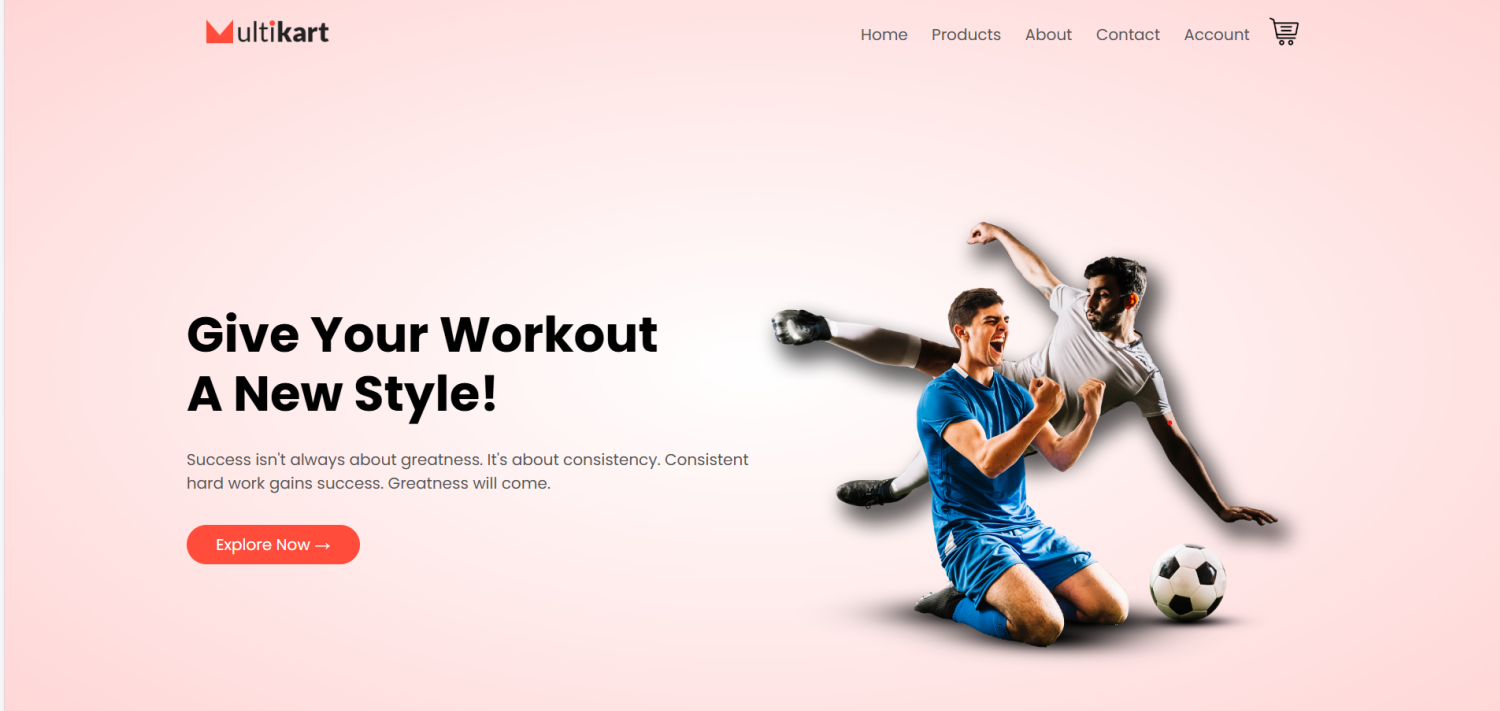 Multikart
Home Products About Contact Account
Give Your Workout
A New Style!
Success isn't always about greatness. It's about consistency. Consistent
hard work gains success. Greatness will come.
Explore Now →